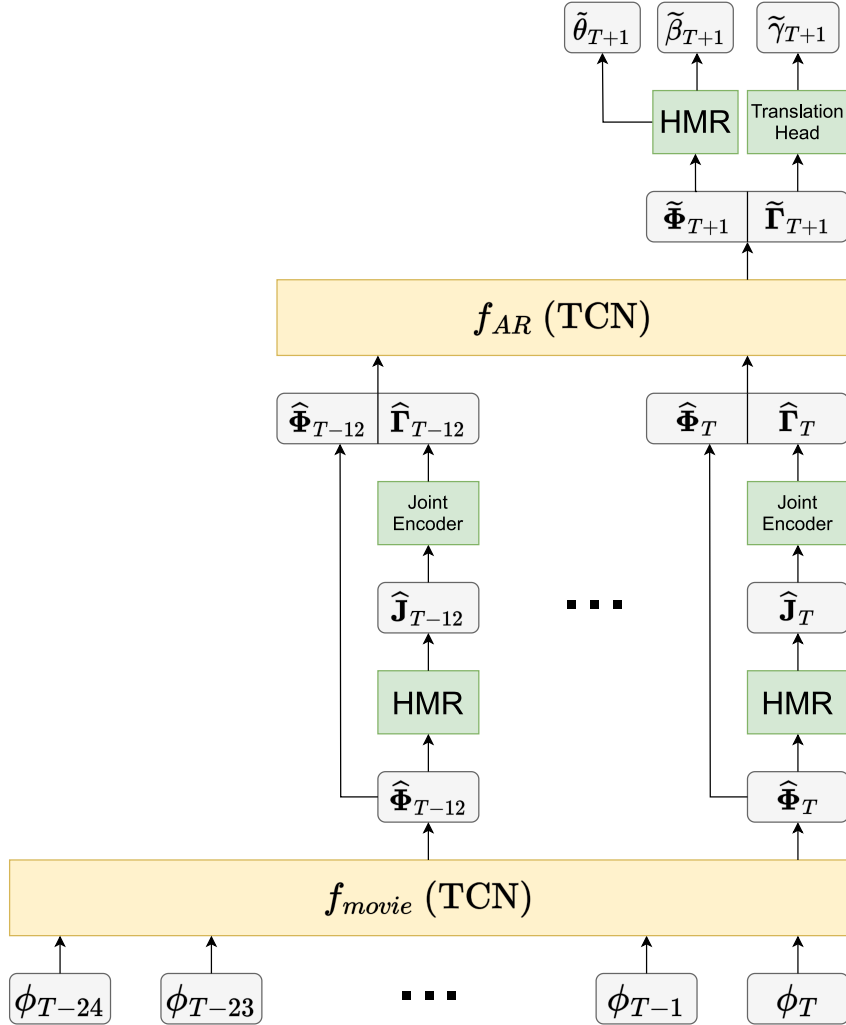 θ̃_{T+1} β̃_{T+1} γ̃_{T+1}
HMR Translation
Head
𝚽̃_{T+1} 𝚪̃_{T+1}
f_{AR} (TCN)
𝚽̂_{T−12} 𝚪̂_{T−12} 𝚽̂_T 𝚪̂_T
Joint
Encoder
Joint
Encoder
𝐉̂_{T−12} ... 𝐉̂_T
HMR HMR
𝚽̂_{T−12} 𝚽̂_T
f_{movie} (TCN)
ϕ_{T−24} ϕ_{T−23} ... ϕ_{T−1} ϕ_T